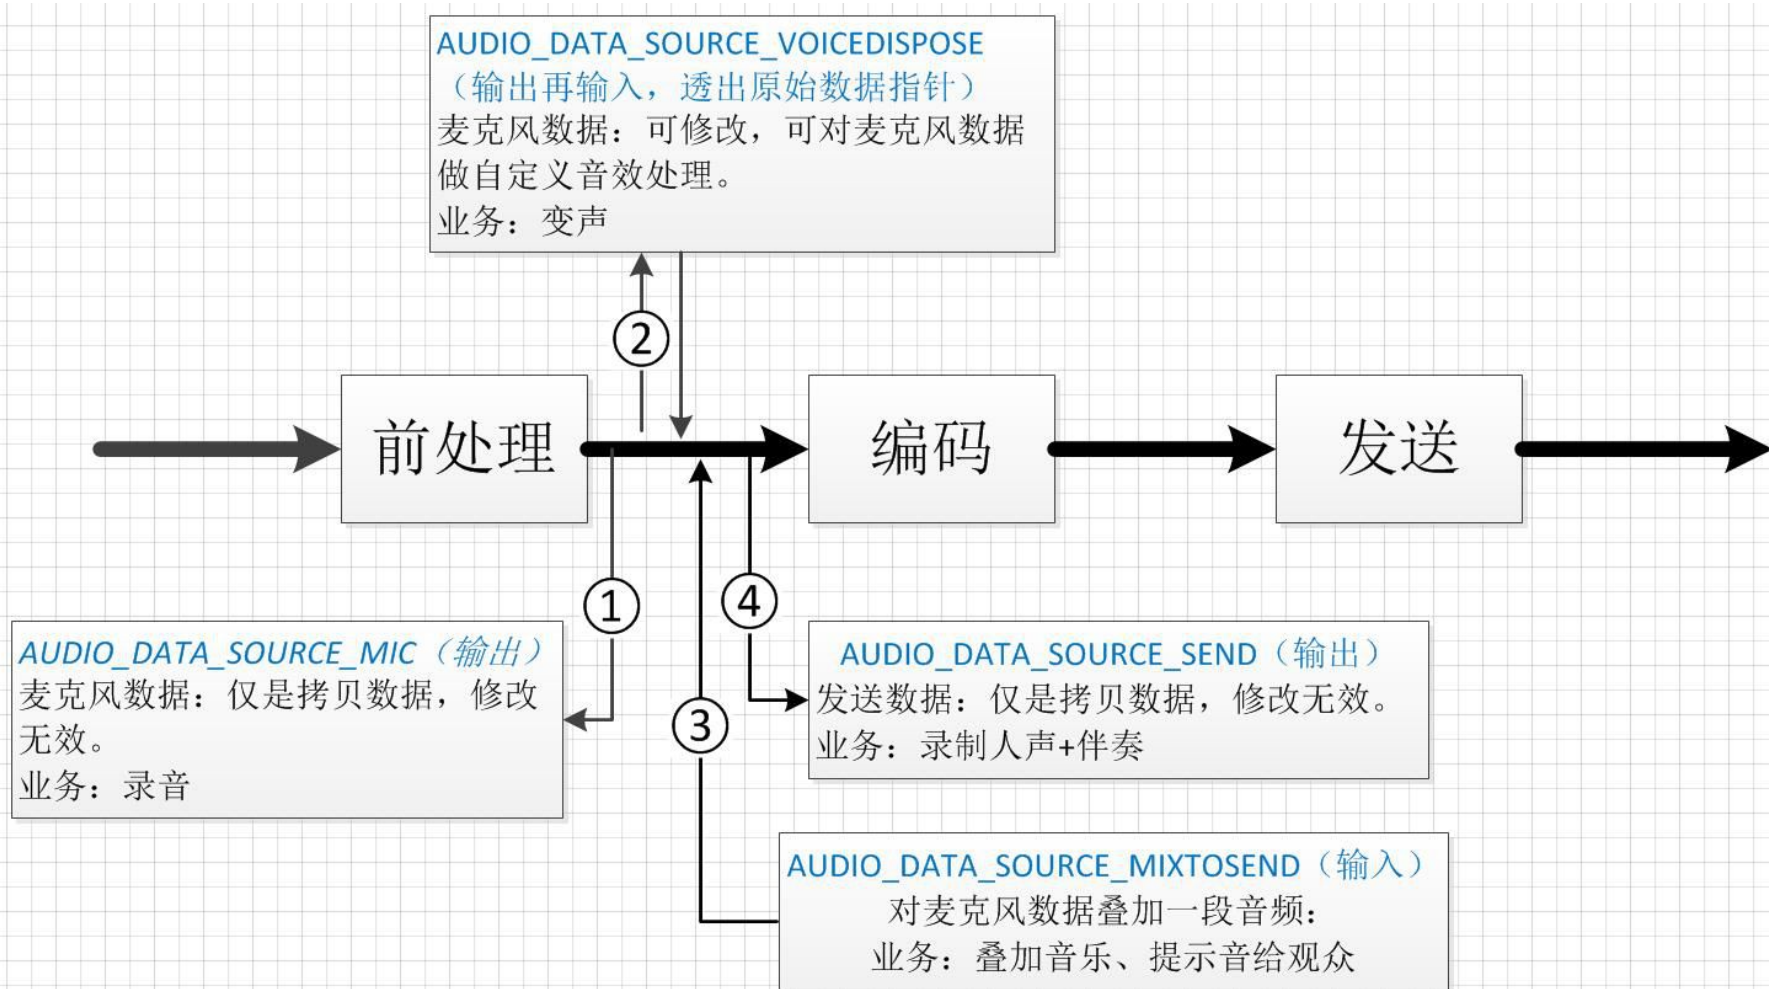 AUDIO_DATA_SOURCE_VOICEDISPOSE
（输出再输入，透出原始数据指针）
麦克风数据：可修改，可对麦克风数据
做自定义音效处理。
业务：变声
②
前处理
编码
发送
①
④
AUDIO_DATA_SOURCE_MIC（输出）
麦克风数据：仅是拷贝数据，修改
无效。
业务：录音
③
AUDIO_DATA_SOURCE_SEND（输出）
发送数据：仅是拷贝数据，修改无效。
业务：录制人声+伴奏
AUDIO_DATA_SOURCE_MIXTOSEND（输入）
对麦克风数据叠加一段音频：
业务：叠加音乐、提示音给观众